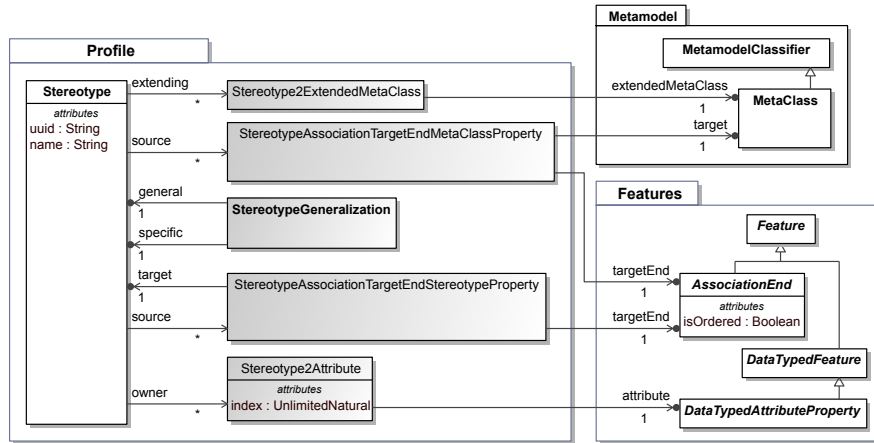 Profile
Stereotype
attributes
uuid : String
name : String
extending
*
Stereotype2ExtendedMetaClass
source
*
StereotypeAssociationTargetEndMetaClassProperty
general
1
StereotypeGeneralization
specific
1
target
1
StereotypeAssociationTargetEndStereotypeProperty
source
*
owner
*
Stereotype2Attribute
attributes
index : UnlimitedNatural
Metamodel
MetamodelClassifier
extendedMetaClass
1
MetaClass
target
1
Features
Feature
targetEnd
1
AssociationEnd
attributes
isOrdered : Boolean
targetEnd
1
DataTypedFeature
attribute
1
DataTypedAttributeProperty